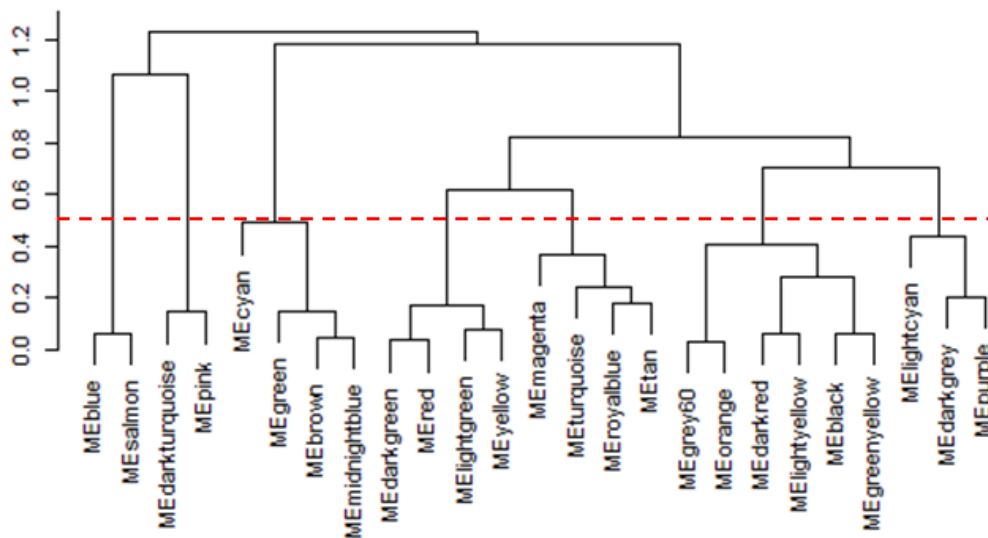 1.2
1.0
0.8
0.6
0.4
0.2
0.0
MEblue
MEsalmon
MEdarkturquoise
MEpink
MEcyan
MEgreen
MEbrown
MEmidnightblue
MEdarkgreen
MEred
MElightgreen
MEyellow
MEmagenta
MEturquoise
MEroyalblue
MEtan
MEgrey60
MEorange
MEdarkred
MElightyellow
MEblack
MEgreenyellow
MElightcyan
MEdarkgrey
MEpurple